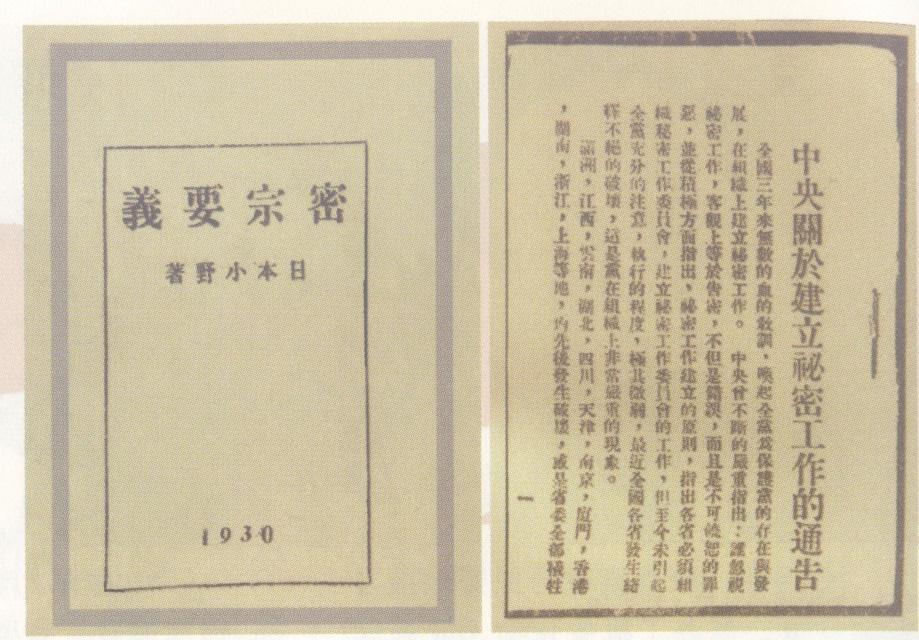 密宗要義
日本小野著
1930
中央關於建立祕密工作的通告
全國三年來無數的血的敎訓，喚起全黨爲保護黨的存在與發
展，在組織上建立祕密工作。　中央曾不斷的嚴重指出：誰忽視
祕密工作，客觀上等於告密，不但是錯誤，而且是不可饒恕的罪
惡，並從積極方面指出，祕密工作建立的原則，指出各省必須組
織秘密工作委員會，建立祕密工作委員會的工作，但至今未引起
全黨充分的注意，執行的程度，極其微弱，最近全國各省發生繹
繹不絕的破壞，這是黨在組織上非常嚴重的現象。
滿洲，江西，雲南，湖北，四川，天津，南京，廈門，香港
，湖南，浙江，上海等地，均先後發生破壞，或是省委全部犧牲